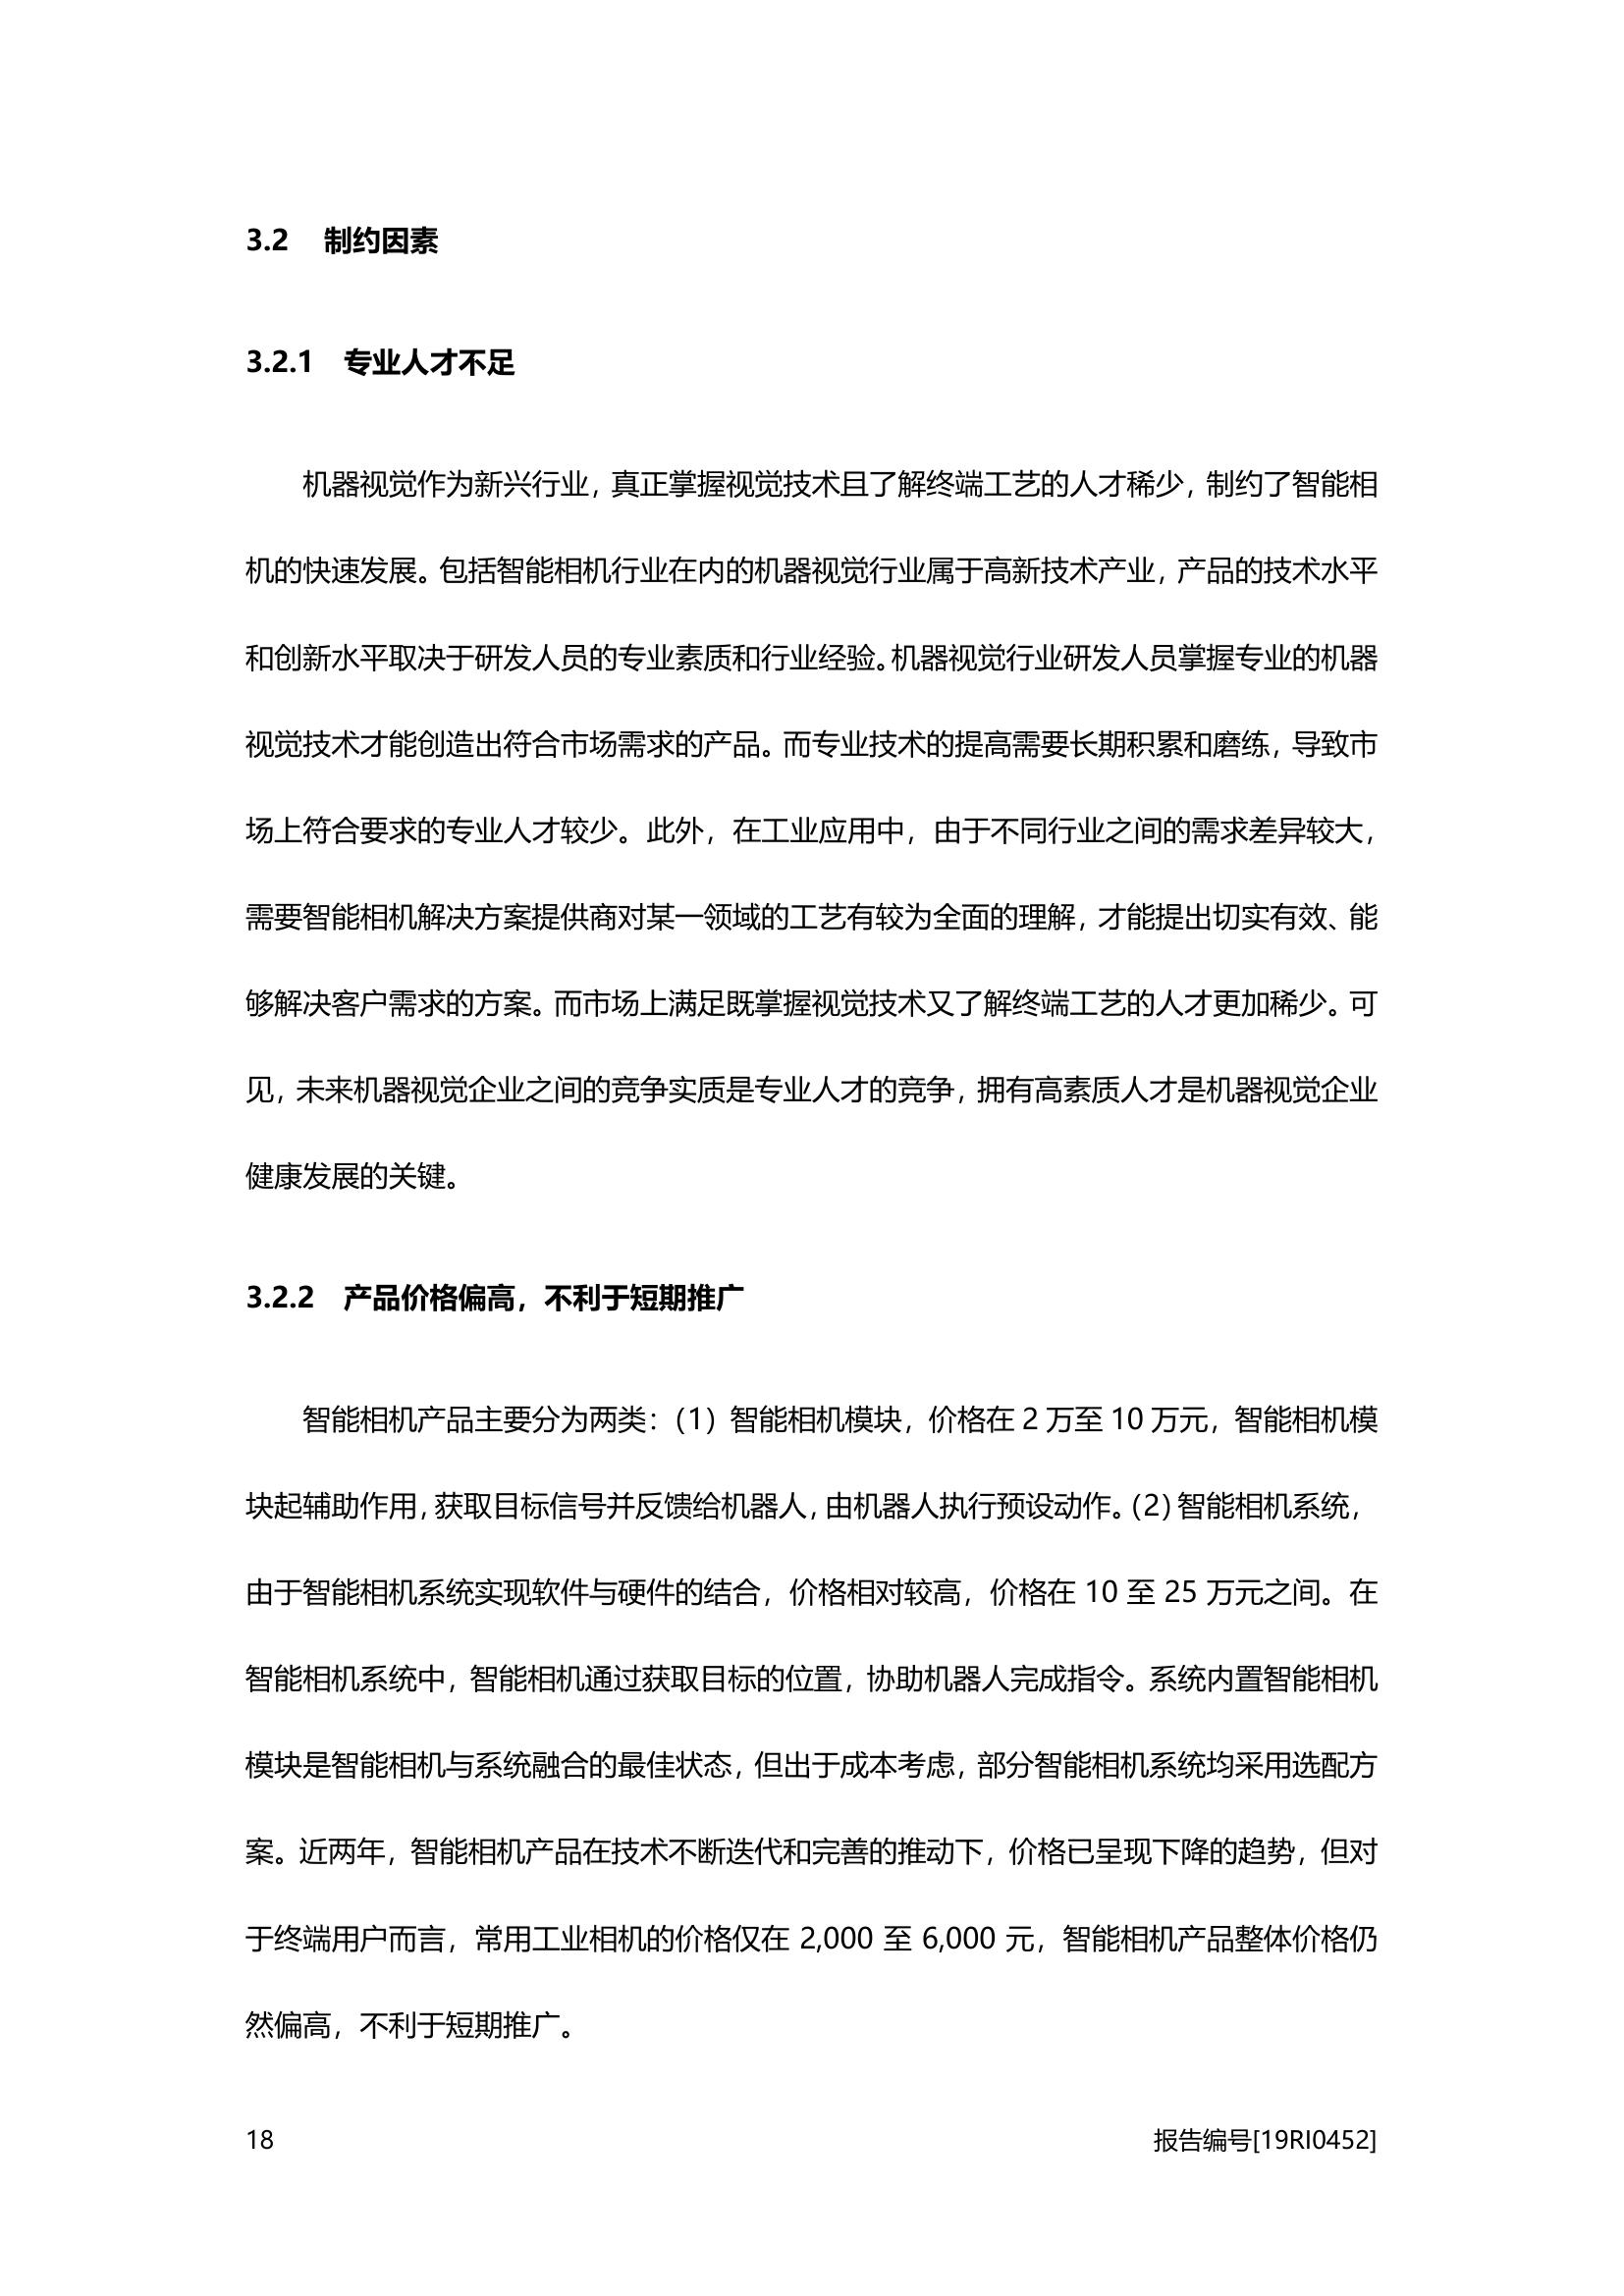 3.2 制约因素
3.2.1 专业人才不足
机器视觉作为新兴行业，真正掌握视觉技术且了解终端工艺的人才稀少，制约了智能相
机的快速发展。包括智能相机行业在内的机器视觉行业属于高新技术产业，产品的技术水平
和创新水平取决于研发人员的专业素质和行业经验。机器视觉行业研发人员掌握专业的机器
视觉技术才能创造出符合市场需求的产品。而专业技术的提高需要长期积累和磨练，导致市
场上符合要求的专业人才较少。此外，在工业应用中，由于不同行业之间的需求差异较大，
需要智能相机解决方案提供商对某一领域的工艺有较为全面的理解，才能提出切实有效、能
够解决客户需求的方案。而市场上满足既掌握视觉技术又了解终端工艺的人才更加稀少。可
见，未来机器视觉企业之间的竞争实质是专业人才的竞争，拥有高素质人才是机器视觉企业
健康发展的关键。
3.2.2 产品价格偏高，不利于短期推广
智能相机产品主要分为两类：（1）智能相机模块，价格在 2 万至 10 万元，智能相机模
块起辅助作用，获取目标信号并反馈给机器人，由机器人执行预设动作。（2）智能相机系统，
由于智能相机系统实现软件与硬件的结合，价格相对较高，价格在 10 至 25 万元之间。在
智能相机系统中，智能相机通过获取目标的位置，协助机器人完成指令。系统内置智能相机
模块是智能相机与系统融合的最佳状态，但出于成本考虑，部分智能相机系统均采用选配方
案。近两年，智能相机产品在技术不断迭代和完善的推动下，价格已呈现下降的趋势，但对
于终端用户而言，常用工业相机的价格仅在 2,000 至 6,000 元，智能相机产品整体价格仍
然偏高，不利于短期推广。
18 报告编号[19RI0452]